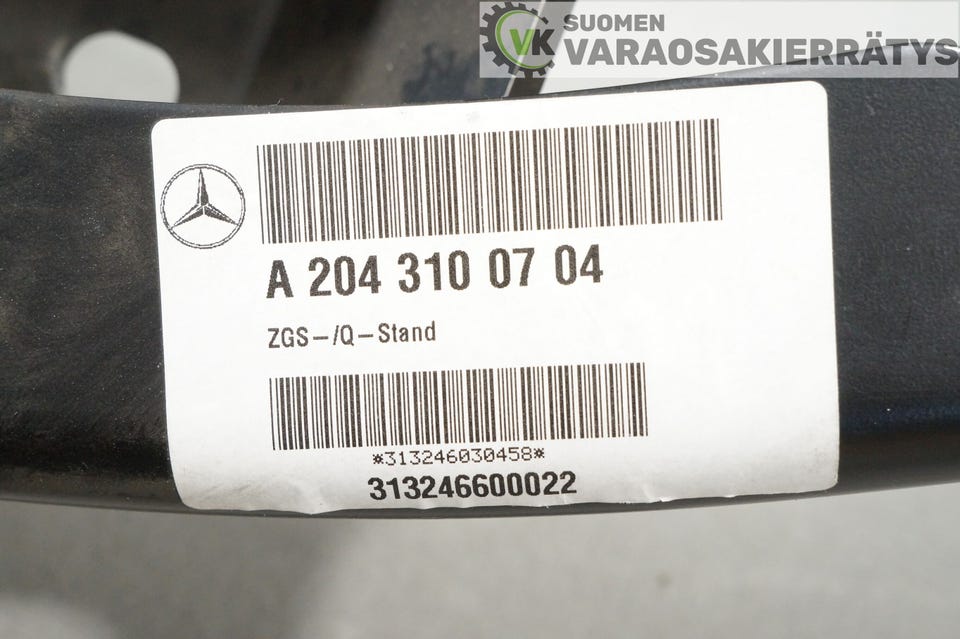 VK
SUOMEN
VARAOSAKIERRÄTYS
A 204 310 07 04
ZGS-/Q-Stand
*313246030458*
313246600022